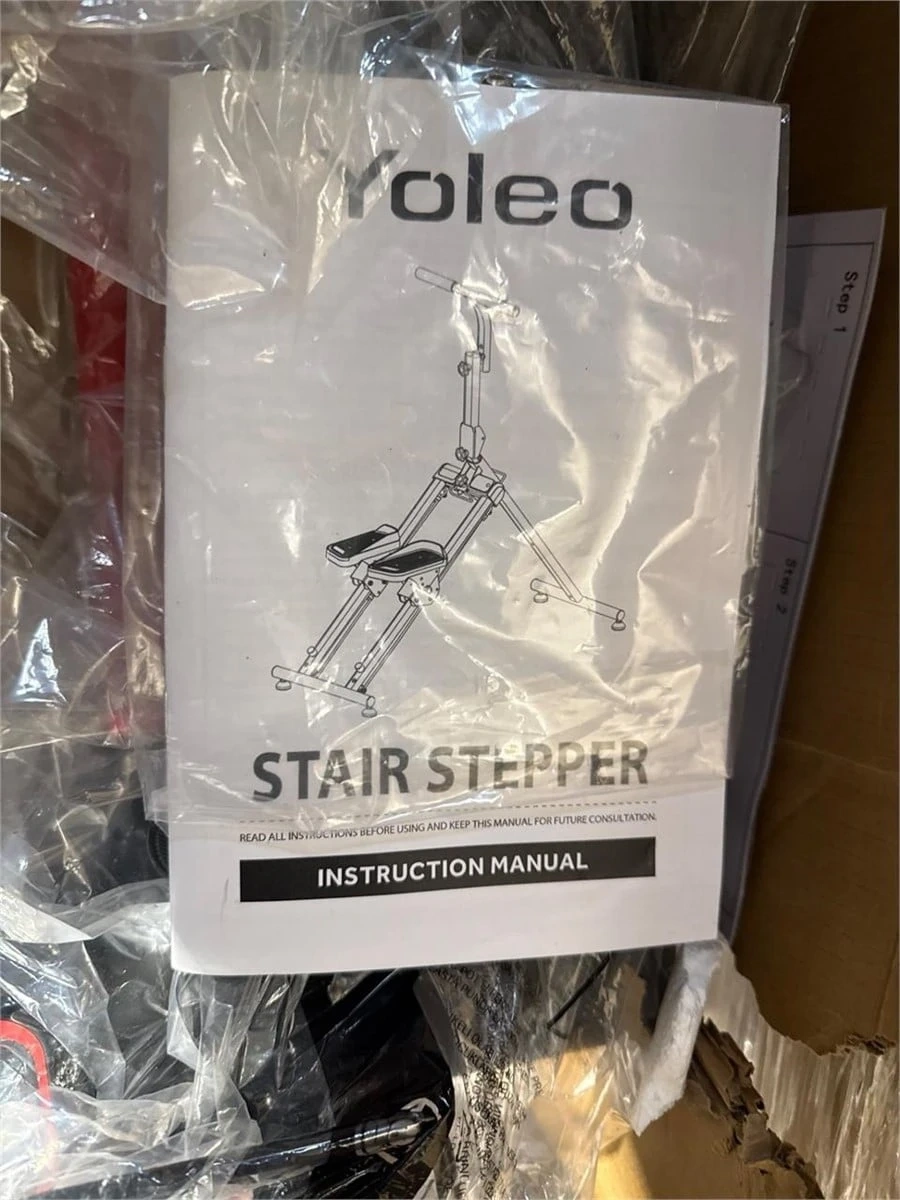 Yoleo
STAIR STEPPER
READ ALL INSTRUCTIONS BEFORE USING AND KEEP THIS MANUAL FOR FUTURE CONSULTATION.
INSTRUCTION MANUAL
Step 1
Step 2